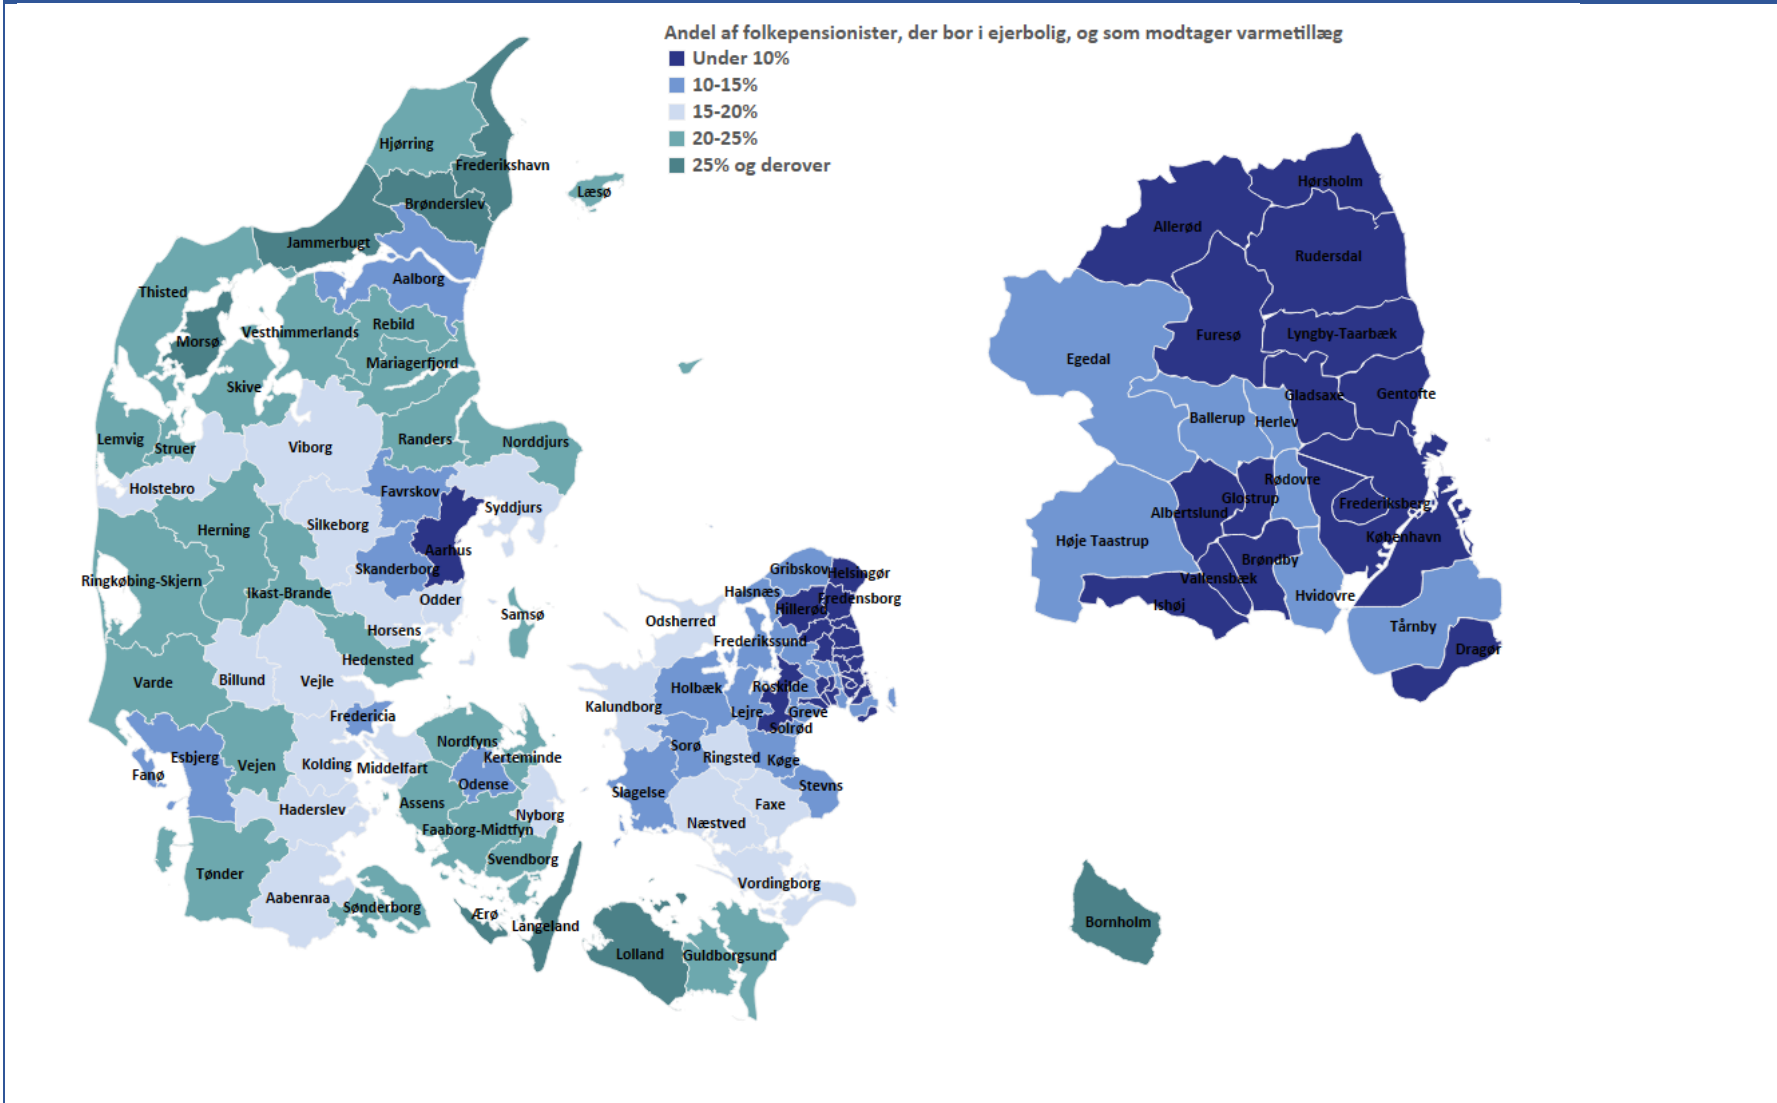 Andel af folkepensionister, der bor i ejerbolig, og som modtager varmetillæg
Under 10%
10-15%
15-20%
20-25%
25% og derover
Hjørring
Frederikshavn
Læsø
Brønderslev
Jammerbugt
Aalborg
Thisted
Vesthimmerlands
Rebild
Morsø
Mariagerfjord
Skive
Lemvig
Struer
Viborg
Randers
Norddjurs
Holstebro
Favrskov
Syddjurs
Herning
Silkeborg
Aarhus
Skanderborg
Ringkøbing-Skjern
Ikast-Brande
Odder
Samsø
Horsens
Hedensted
Varde
Billund
Vejle
Fredericia
Esbjerg
Fanø
Vejen
Kolding
Middelfart
Nordfyns
Kerteminde
Odense
Haderslev
Assens
Nyborg
Faaborg-Midtfyn
Svendborg
Tønder
Aabenraa
Sønderborg
Ærø
Langeland
Gribskov
Helsingør
Halsnæs
Fredensborg
Hillerød
Odsherred
Frederikssund
Holbæk
Roskilde
Kalundborg
Lejre
Greve
Solrød
Sorø
Ringsted
Køge
Slagelse
Stevns
Faxe
Næstved
Vordingborg
Lolland
Guldborgsund
Hørsholm
Allerød
Rudersdal
Furesø
Lyngby-Taarbæk
Egedal
Gladsaxe
Gentofte
Ballerup
Herlev
Rødovre
Glostrup
Frederiksberg
Albertslund
Høje Taastrup
København
Brøndby
Vallensbæk
Hvidovre
Ishøj
Tårnby
Dragør
Bornholm